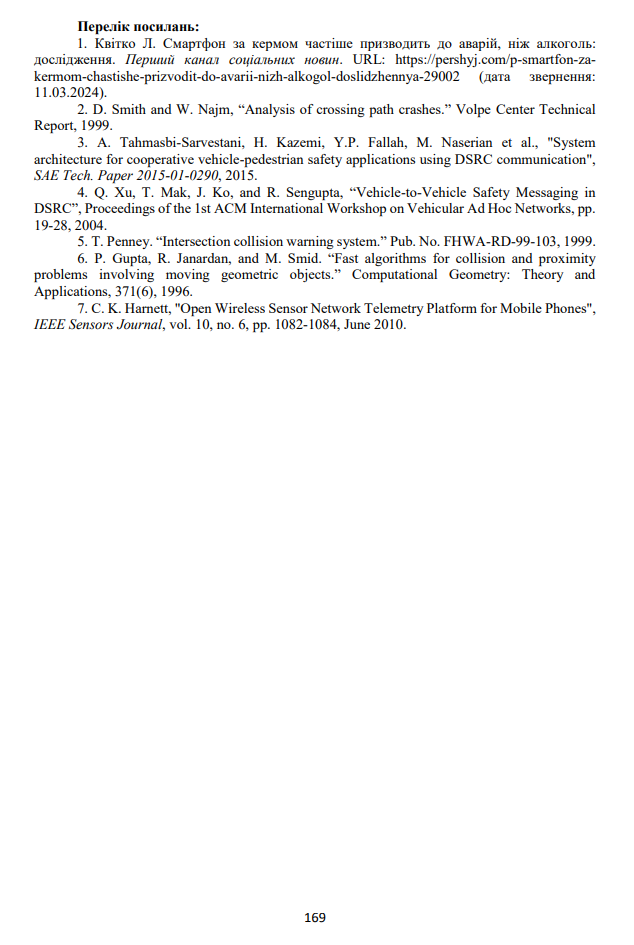 Перелік посилань:
1. Квітко Л. Смартфон за кермом частіше призводить до аварій, ніж алкоголь:
дослідження. Перший канал соціальних новин. URL: https://pershyj.com/p-smartfon-za-
kermom-chastishe-prizvodit-do-avarii-nizh-alkogol-doslidzhennya-29002 (дата звернення:
11.03.2024).
2. D. Smith and W. Najm, “Analysis of crossing path crashes.” Volpe Center Technical
Report, 1999.
3. A. Tahmasbi-Sarvestani, H. Kazemi, Y.P. Fallah, M. Naserian et al., "System
architecture for cooperative vehicle-pedestrian safety applications using DSRC communication",
SAE Tech. Paper 2015-01-0290, 2015.
4. Q. Xu, T. Mak, J. Ko, and R. Sengupta, “Vehicle-to-Vehicle Safety Messaging in
DSRC”, Proceedings of the 1st ACM International Workshop on Vehicular Ad Hoc Networks, pp.
19-28, 2004.
5. T. Penney. “Intersection collision warning system.” Pub. No. FHWA-RD-99-103, 1999.
6. P. Gupta, R. Janardan, and M. Smid. “Fast algorithms for collision and proximity
problems involving moving geometric objects.” Computational Geometry: Theory and
Applications, 371(6), 1996.
7. C. K. Harnett, "Open Wireless Sensor Network Telemetry Platform for Mobile Phones",
IEEE Sensors Journal, vol. 10, no. 6, pp. 1082-1084, June 2010.
169